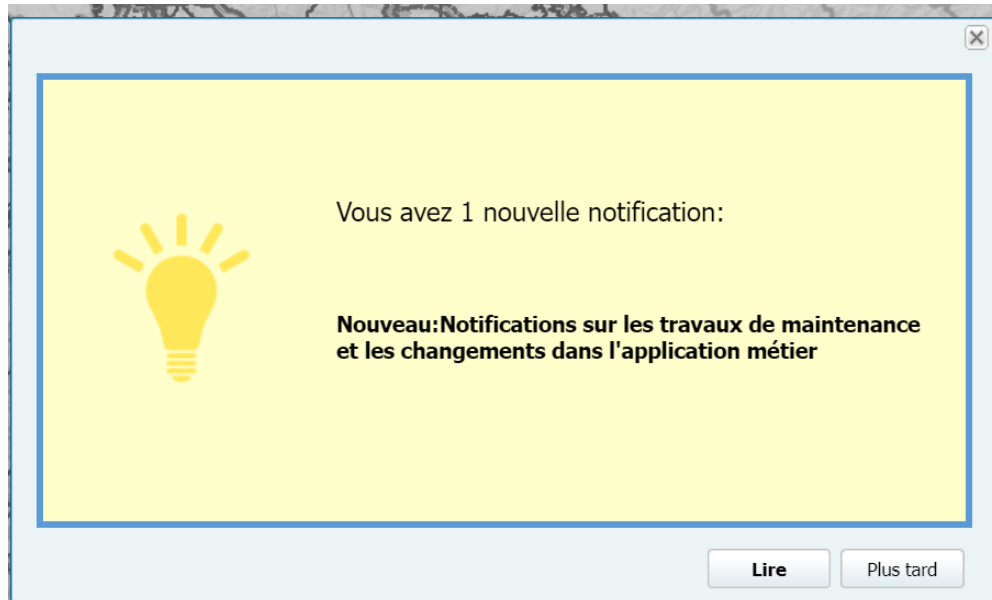 Vous avez 1 nouvelle notification:
Nouveau:Notifications sur les travaux de maintenance
et les changements dans l'application métier
Lire
Plus tard